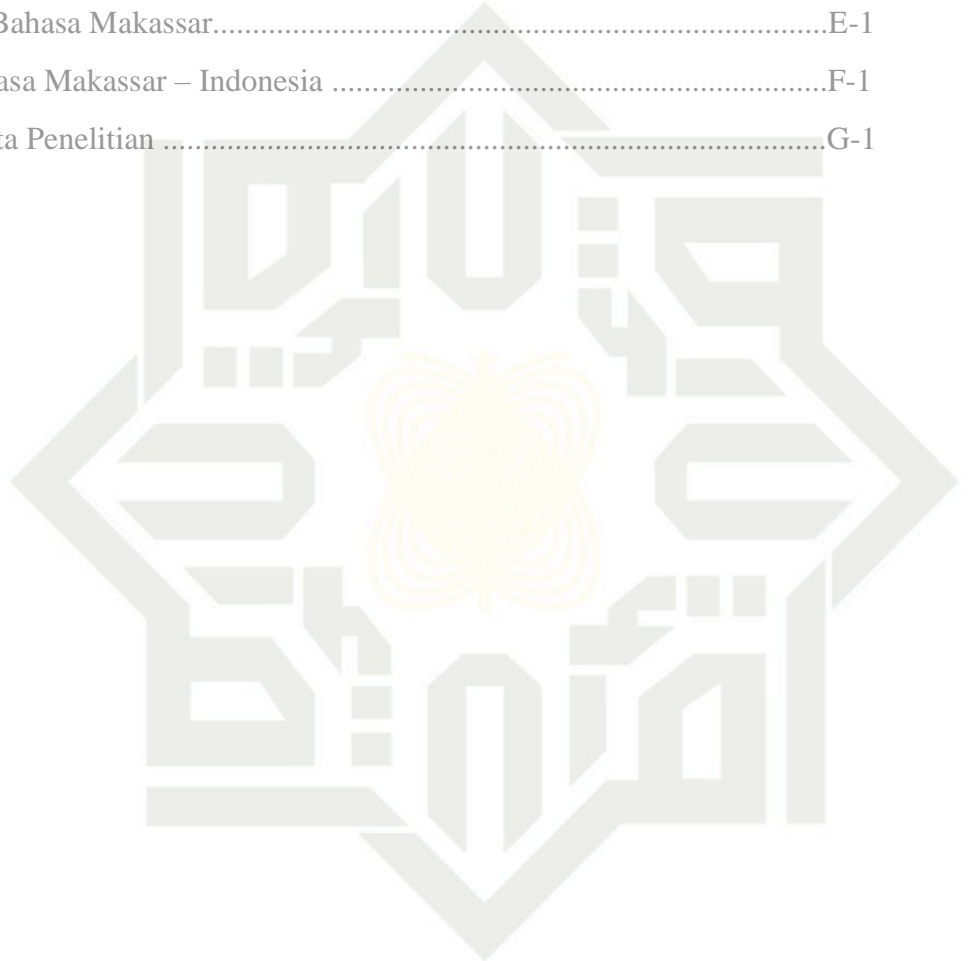 Bahasa Makassar.............................................................................E-1
asa Makassar – Indonesia ..............................................................F-1
ta Penelitian ...................................................................................G-1